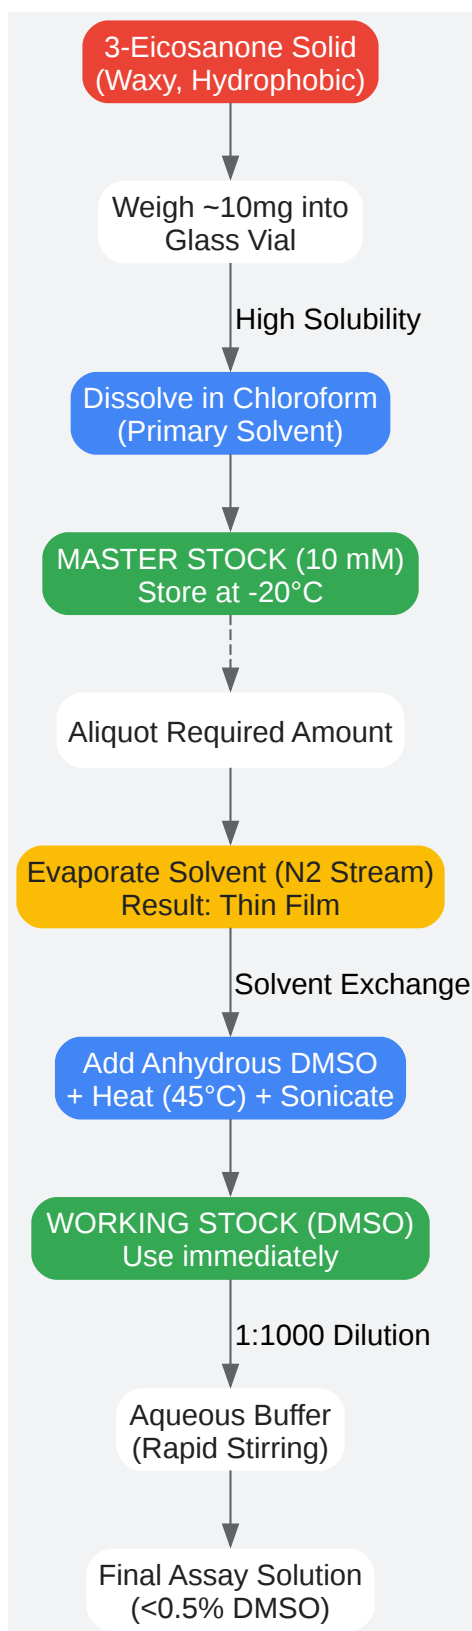 3-Eicosanone Solid
(Waxy, Hydrophobic)
Weigh ~10mg into
Glass Vial
High Solubility
Dissolve in Chloroform
(Primary Solvent)
MASTER STOCK (10 mM)
Store at -20°C
Aliquot Required Amount
Evaporate Solvent (N2 Stream)
Result: Thin Film
Solvent Exchange
Add Anhydrous DMSO
+ Heat (45°C) + Sonicate
WORKING STOCK (DMSO)
Use immediately
1:1000 Dilution
Aqueous Buffer
(Rapid Stirring)
Final Assay Solution
(<0.5% DMSO)